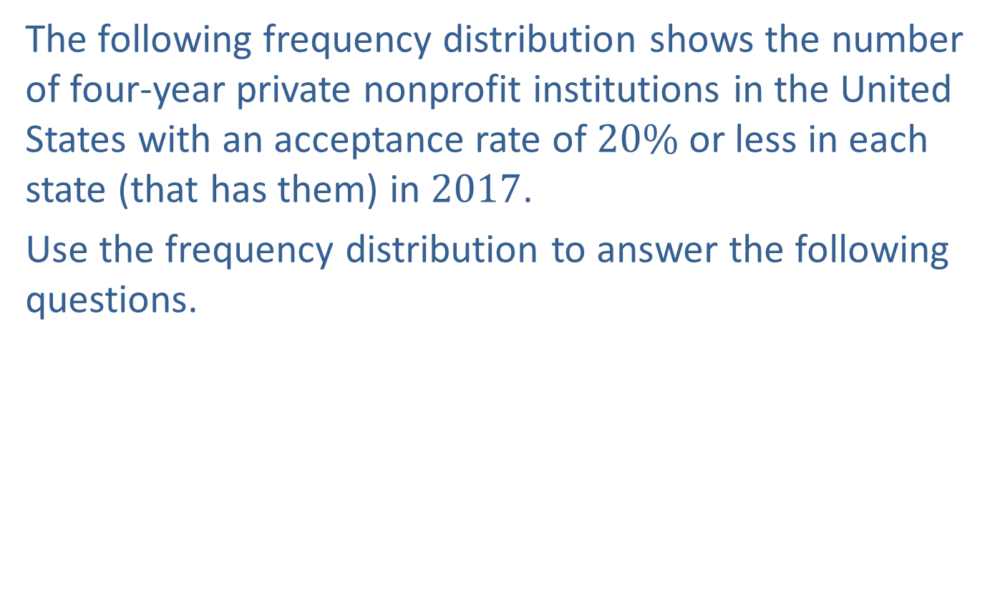 The following frequency distribution shows the number
of four-year private nonprofit institutions in the United
States with an acceptance rate of 20% or less in each
state (that has them) in 2017.
Use the frequency distribution to answer the following
questions.